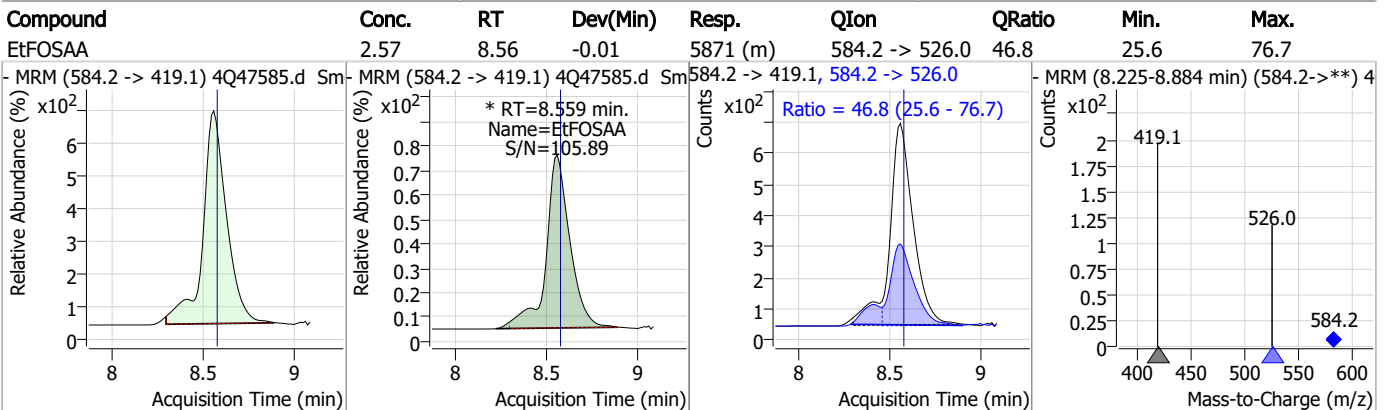 Compound Conc. RT Dev(Min) Resp. QIon QRatio Min. Max.
EtFOSAA 2.57 8.56 -0.01 5871 (m) 584.2 -> 526.0 46.8 25.6 76.7
- MRM (584.2 -> 419.1) 4Q47585.d Sm
Relative Abundance (%)
x10²
6
5
4
3
2
1
0
8 8.5 9
Acquisition Time (min)
- MRM (584.2 -> 419.1) 4Q47585.d Sm
Relative Abundance (%)
x10²
* RT=8.559 min.
Name=EtFOSAA
S/N=105.89
0.8
0.7
0.6
0.5
0.4
0.3
0.2
0.1
0
8 8.5 9
Acquisition Time (min)
584.2 -> 419.1, 584.2 -> 526.0
Counts
x10²
Ratio = 46.8 (25.6 - 76.7)
6
5
4
3
2
1
0
8 8.5 9
Acquisition Time (min)
- MRM (8.225-8.884 min) (584.2->**) 4
Counts
x10²
419.1
526.0
584.2
2
1.75
1.5
1.25
1
0.75
0.5
0.25
0
400 450 500 550 600
Mass-to-Charge (m/z)